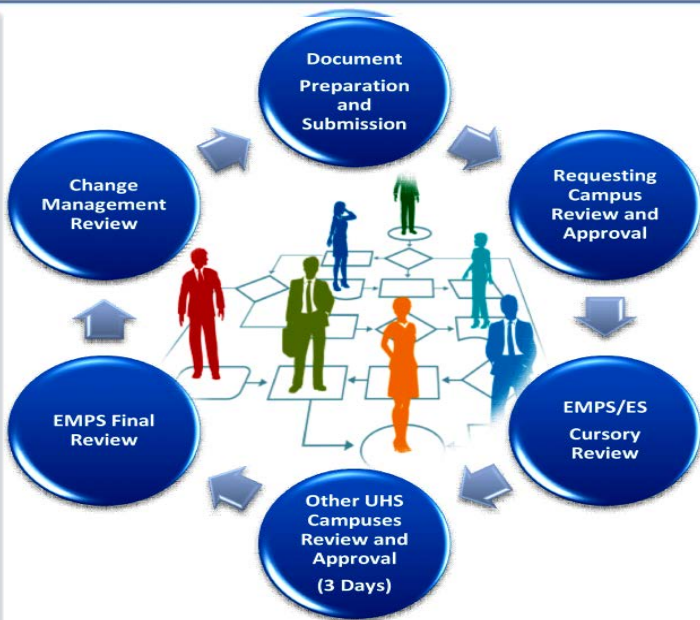 Document
Preparation
and
Submission
Requesting
Campus
Review and
Approval
EMPS/ES
Cursory
Review
Other UHS
Campuses
Review and
Approval
(3 Days)
EMPS Final
Review
Change
Management
Review